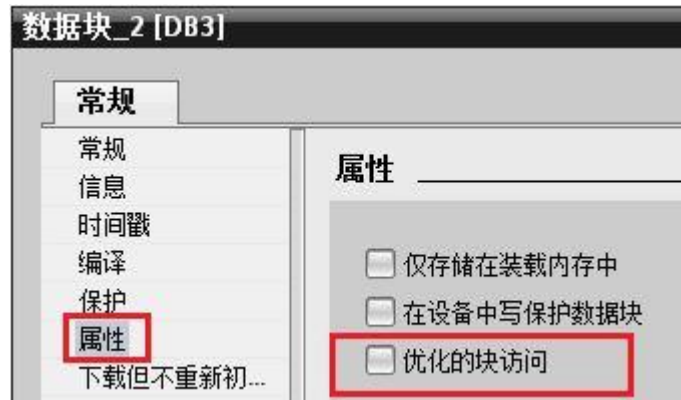 数据块_2 [DB3]
常规
常规
信息
时间戳
编译
保护
属性
下载但不重新初...
属性
仅存储在装载内存中
在设备中写保护数据块
优化的块访问